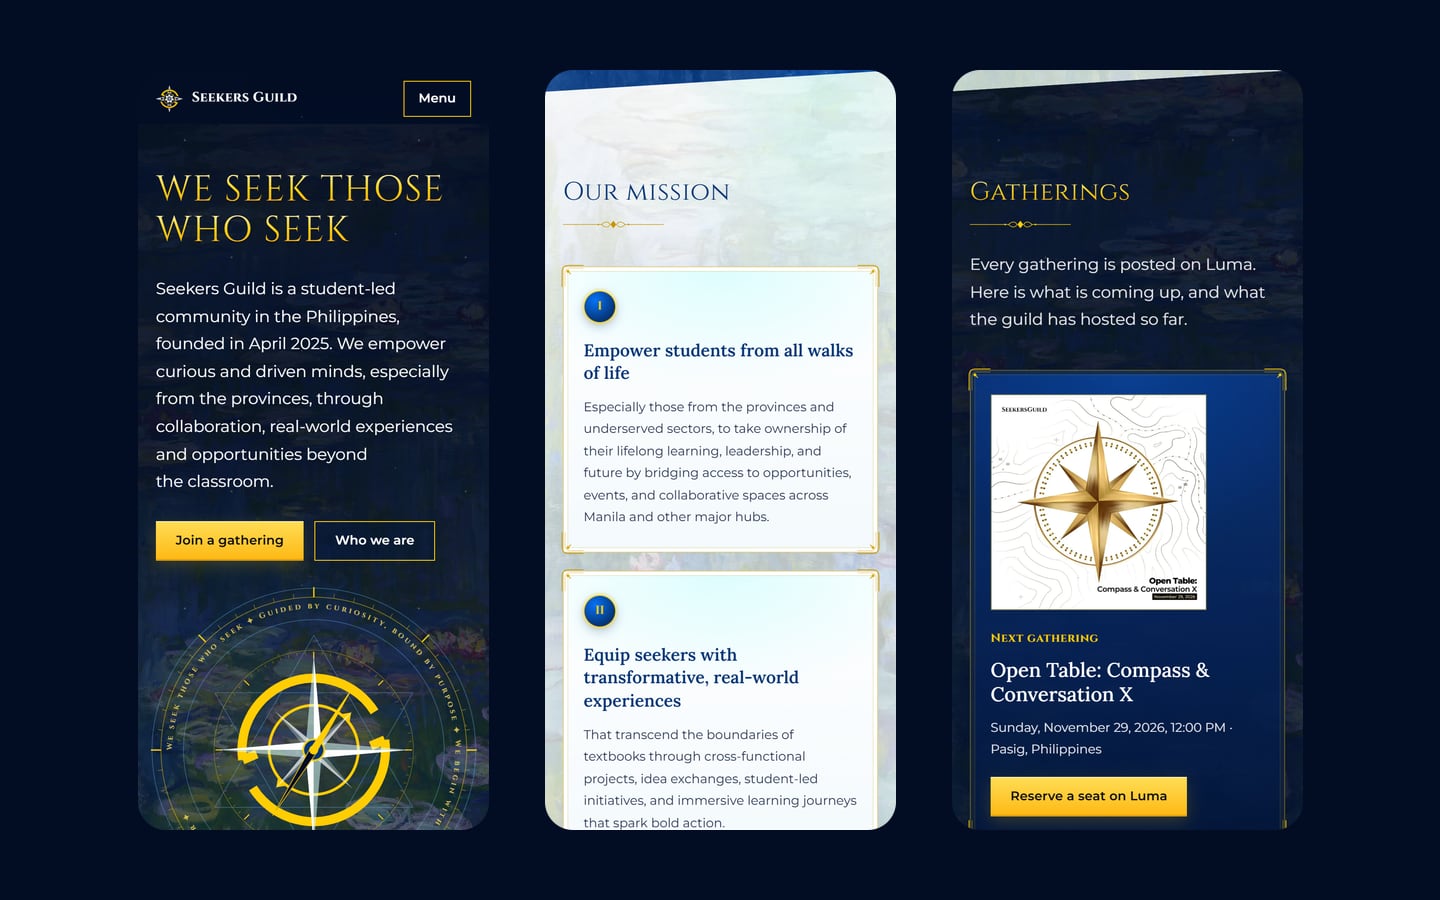 SEEKERS GUILD
Menu
WE SEEK THOSE
WHO SEEK
Seekers Guild is a student-led
community in the Philippines,
founded in April 2025. We empower
curious and driven minds, especially
from the provinces, through
collaboration, real-world experiences
and opportunities beyond
the classroom.
Join a gathering
Who we are
WE SEEK THOSE WHO SEEK ✦ GUIDED BY CURIOSITY, BOUND BY PURPOSE ✦ WE BEGIN WITH
OUR MISSION
I
Empower students from all walks
of life
Especially those from the provinces and
underserved sectors, to take ownership of
their lifelong learning, leadership, and
future by bridging access to opportunities,
events, and collaborative spaces across
Manila and other major hubs.
II
Equip seekers with
transformative, real-world
experiences
That transcend the boundaries of
textbooks through cross-functional
projects, idea exchanges, student-led
initiatives, and immersive learning journeys
that spark bold action.
GATHERINGS
Every gathering is posted on Luma.
Here is what is coming up, and what
the guild has hosted so far.
SEEKERSGUILD
Open Table:
Compass & Conversation X
November 29, 2026
NEXT GATHERING
Open Table: Compass &
Conversation X
Sunday, November 29, 2026, 12:00 PM ·
Pasig, Philippines
Reserve a seat on Luma